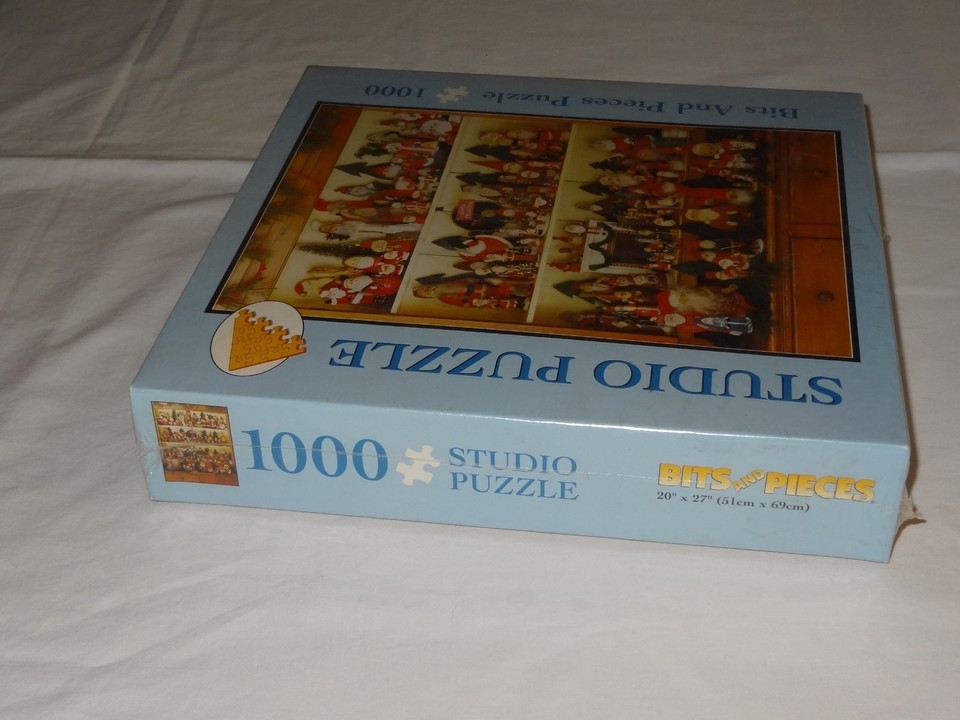 Bits And Pieces Puzzle 1000
STUDIO PUZZLE
1000
STUDIO
PUZZLE
BITS AND PIECES
20" x 27" (51cm x 69cm)